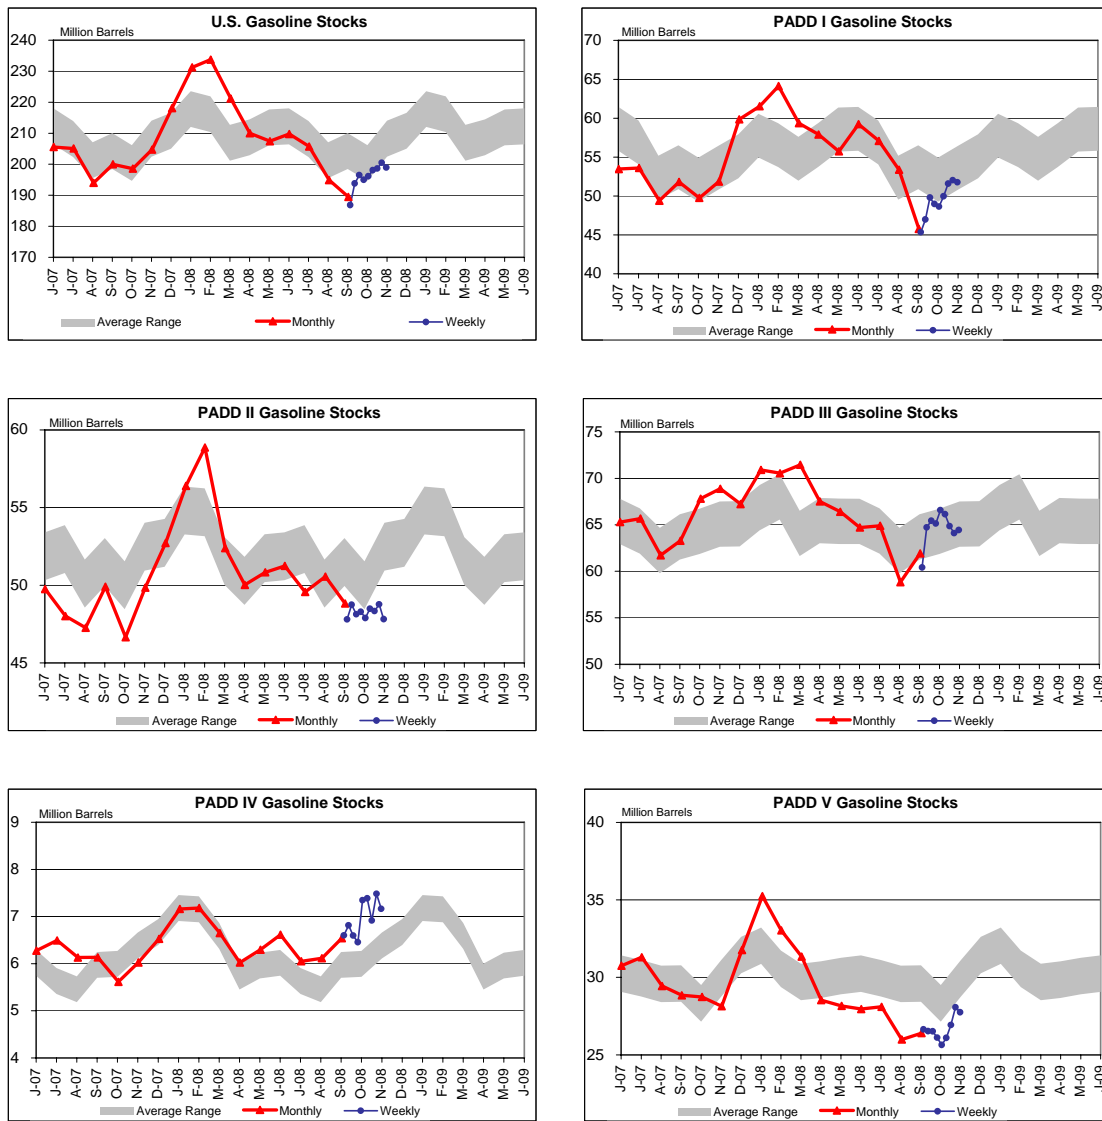 U.S. Gasoline Stocks
Million Barrels
240
230
220
210
200
190
180
170
J-07 J-07 A-07 S-07 O-07 N-07 D-07 J-08 F-08 M-08 A-08 M-08 J-08 J-08 A-08 S-08 O-08 N-08 D-08 J-09 F-09 M-09 A-09 M-09 J-09
Average Range Monthly Weekly
PADD I Gasoline Stocks
Million Barrels
70
65
60
55
50
45
40
J-07 J-07 A-07 S-07 O-07 N-07 D-07 J-08 F-08 M-08 A-08 M-08 J-08 J-08 A-08 S-08 O-08 N-08 D-08 J-09 F-09 M-09 A-09 M-09 J-09
Average Range Monthly Weekly
PADD II Gasoline Stocks
Million Barrels
60
55
50
45
J-07 J-07 A-07 S-07 O-07 N-07 D-07 J-08 F-08 M-08 A-08 M-08 J-08 J-08 A-08 S-08 O-08 N-08 D-08 J-09 F-09 M-09 A-09 M-09 J-09
Average Range Monthly Weekly
PADD III Gasoline Stocks
Million Barrels
75
70
65
60
55
50
J-07 J-07 A-07 S-07 O-07 N-07 D-07 J-08 F-08 M-08 A-08 M-08 J-08 J-08 A-08 S-08 O-08 N-08 D-08 J-09 F-09 M-09 A-09 M-09 J-09
Average Range Monthly Weekly
PADD IV Gasoline Stocks
Million Barrels
9
8
7
6
5
4
J-07 J-07 A-07 S-07 O-07 N-07 D-07 J-08 F-08 M-08 A-08 M-08 J-08 J-08 A-08 S-08 O-08 N-08 D-08 J-09 F-09 M-09 A-09 M-09 J-09
Average Range Monthly Weekly
PADD V Gasoline Stocks
Million Barrels
40
35
30
25
J-07 J-07 A-07 S-07 O-07 N-07 D-07 J-08 F-08 M-08 A-08 M-08 J-08 J-08 A-08 S-08 O-08 N-08 D-08 J-09 F-09 M-09 A-09 M-09 J-09
Average Range Monthly Weekly